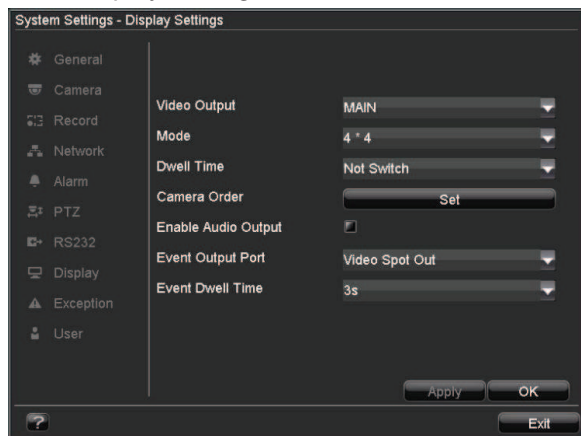 System Settings - Display Settings
General
Camera
Record
Network
Alarm
PTZ
RS232
Display
Exception
User
Video Output MAIN
Mode 4 * 4
Dwell Time Not Switch
Camera Order Set
Enable Audio Output
Event Output Port Video Spot Out
Event Dwell Time 3s
Apply OK
? Exit